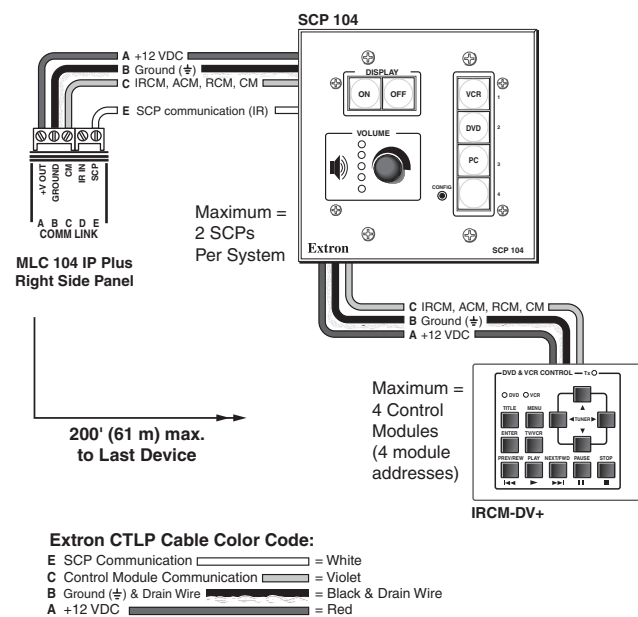 SCP 104
A +12 VDC
B Ground (⏚)
C IRCM, ACM, RCM, CM
E SCP communication (IR)
DISPLAY
ON OFF
VOLUME
VCR 1
DVD 2
PC 3
4
CONFIG
Extron
SCP 104
+V OUT
GROUND
CM
IR IN
SCP
A B C D E
COMM LINK
MLC 104 IP Plus
Right Side Panel
Maximum =
2 SCPs
Per System
C IRCM, ACM, RCM, CM
B Ground (⏚)
A +12 VDC
200' (61 m) max.
to Last Device
Maximum =
4 Control
Modules
(4 module
addresses)
DVD & VCR CONTROL Tx
DVD VCR
TITLE MENU
TUNER
ENTER TV/VCR
PREV/REW PLAY NEXT/FWD PAUSE STOP
IRCM-DV+
Extron CTLP Cable Color Code:
E SCP Communication = White
C Control Module Communication = Violet
B Ground (⏚) & Drain Wire = Black & Drain Wire
A +12 VDC = Red